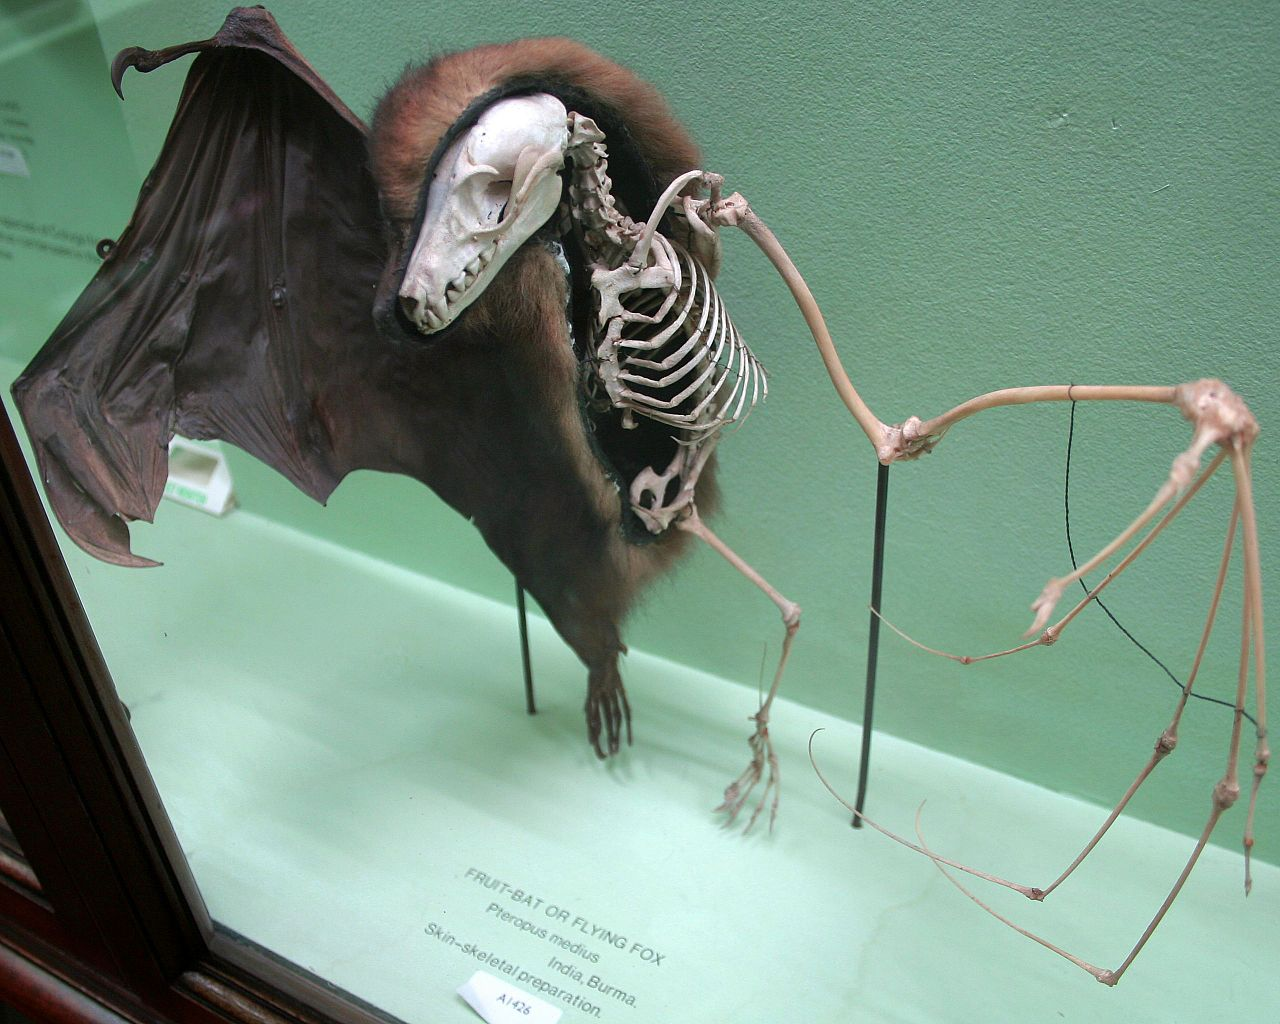 FRUIT-BAT OR FLYING FOX
Pteropus medius
India, Burma.
Skin-skeletal preparation.
A1426